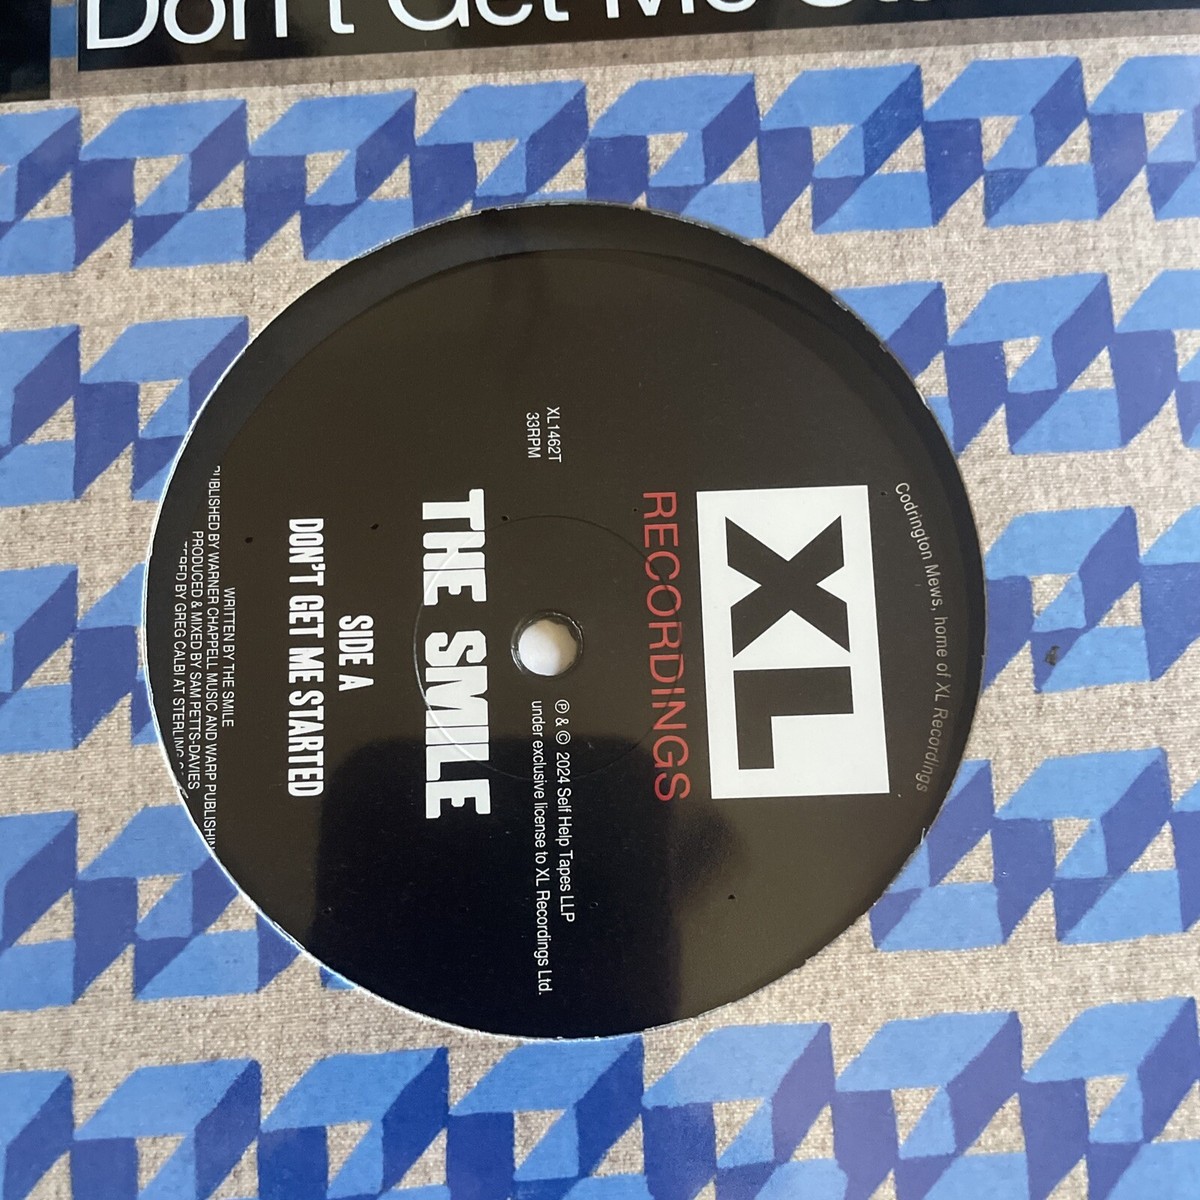 Don't Get Me
Codrington Mews, home of XL Recordings
XL
RECORDINGS
XL1462T
33RPM
℗ & © 2024 Self Help Tapes LLP
under exclusive license to XL Recordings Ltd.
THE SMILE
SIDE A
DON'T GET ME STARTED
WRITTEN BY THE SMILE
PUBLISHED BY WARNER CHAPPELL MUSIC AND WARP PUBLISHIN
PRODUCED & MIXED BY SAM PETTS-DAVIES
BY GREG CALBI AT STERLING